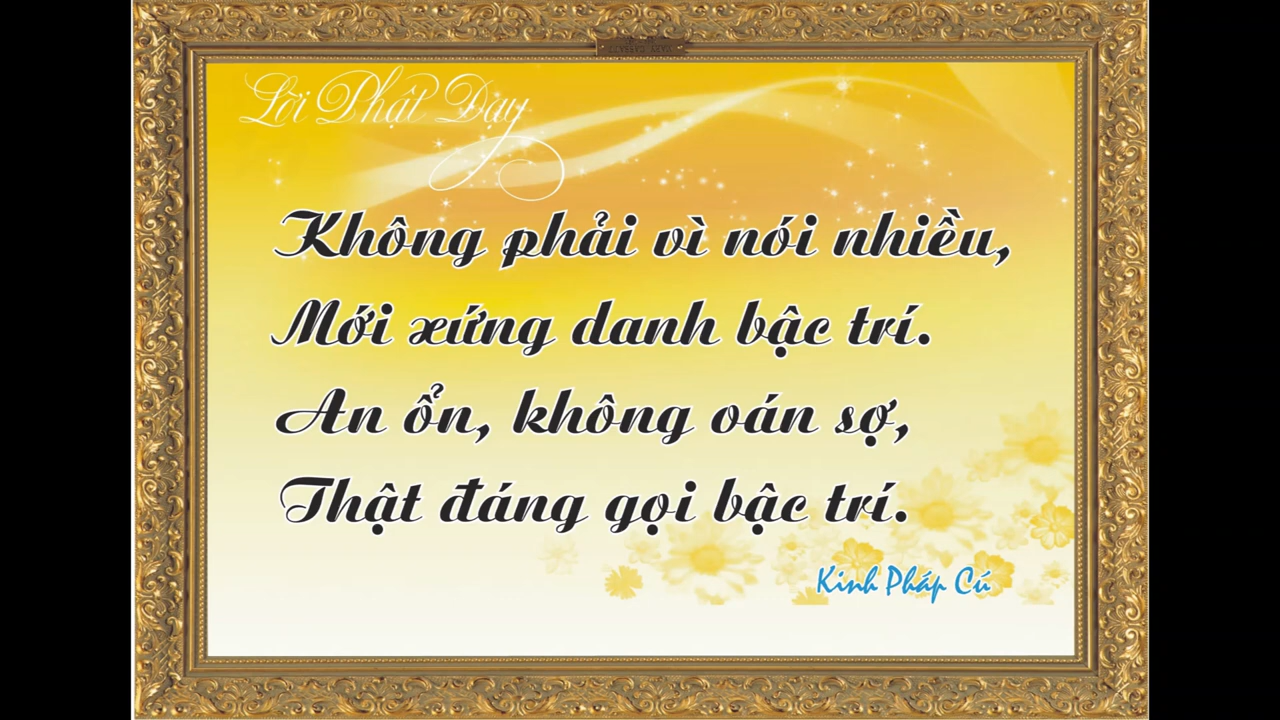 Lời Phật Dạy
Không phải vì nói nhiều,
Mới xứng danh bậc trí.
An ổn, không oán sợ,
Thật đáng gọi bậc trí.
Kinh Pháp Cú